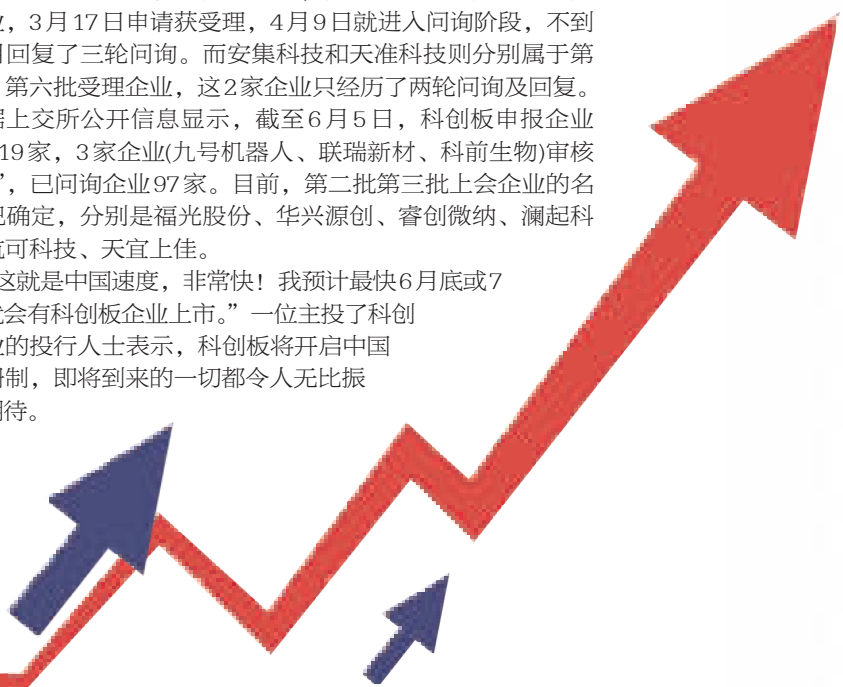 ，3月17日申请获受理，4月9日就进入问询阶段，不到
回复了三轮问询。而安集科技和天准科技则分别属于第
第六批受理企业，这2家企业只经历了两轮问询及回复。
上交所公开信息显示，截至6月5日，科创板申报企业
19家，3家企业(九号机器人、联瑞新材、科前生物)审核
”，已问询企业97家。目前，第二批第三批上会企业的名
确定，分别是福光股份、华兴源创、睿创微纳、澜起科
可科技、天宜上佳。
这就是中国速度，非常快！我预计最快6月底或7
会有科创板企业上市。”一位主投了科创
的投行人士表示，科创板将开启中国
册制，即将到来的一切都令人无比振
期待。